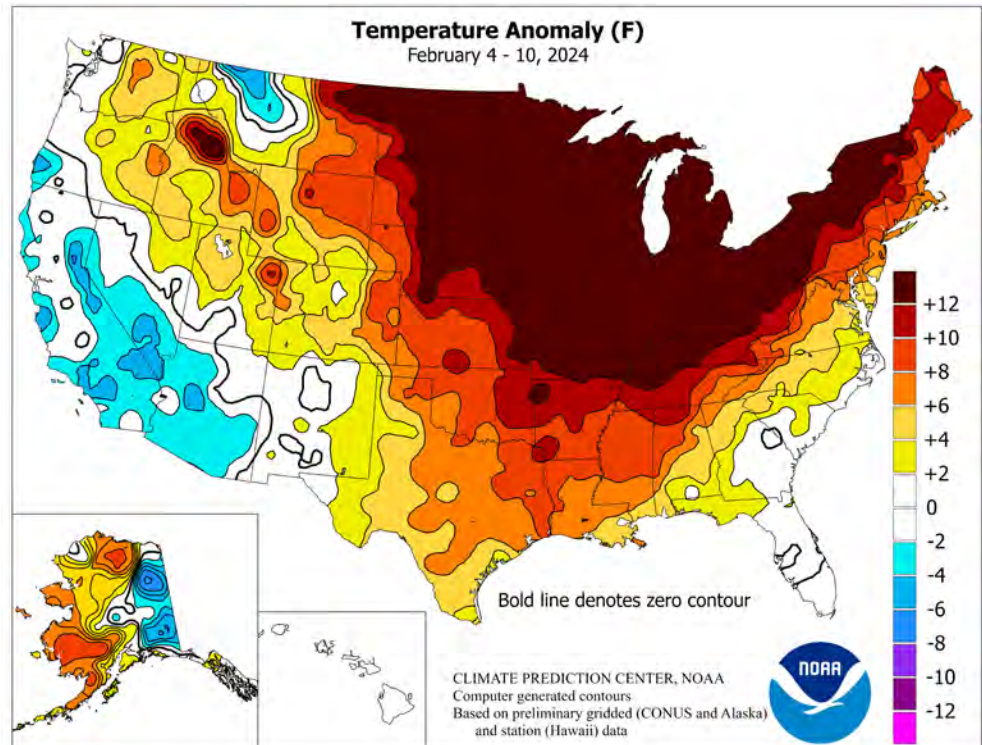 Temperature Anomaly (F)
February 4 - 10, 2024
+12
+10
+8
+6
+4
+2
0
-2
-4
-6
-8
-10
-12
Bold line denotes zero contour
CLIMATE PREDICTION CENTER, NOAA
Computer generated contours
Based on preliminary gridded (CONUS and Alaska)
and station (Hawaii) data
NOAA